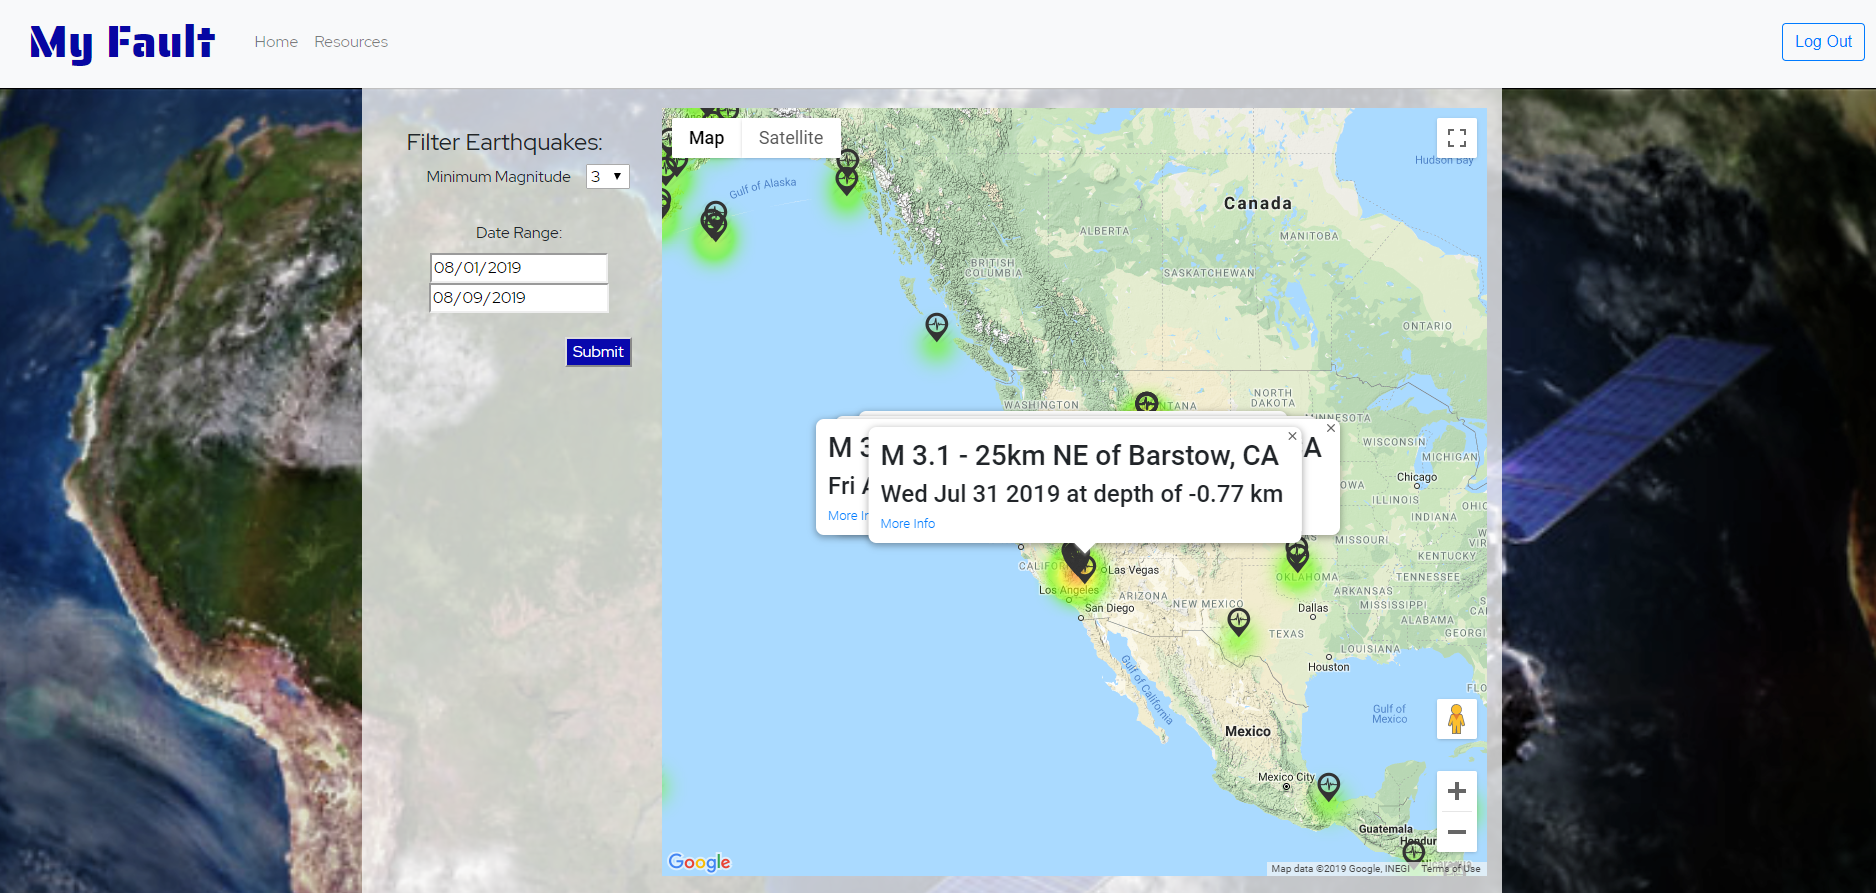 My Fault
Home Resources
Log Out
Filter Earthquakes:
Minimum Magnitude 3
Date Range:
08/01/2019
08/09/2019
Submit
Map Satellite
Hudson Bay
Gulf of Alaska
Canada
ALBERTA
MANITOBA
BRITISH
COLUMBIA
SASKATCHEWAN
ONTARIO
WASHINGTON
NTANA
NORTH
DAKOTA
MINNESOTA
WISCONSIN
MICHIGAN
Chicago
OWA
ILLINOIS
INDIANA
OHIO
M 3
A
Fri A
More In
M 3.1 - 25km NE of Barstow, CA
Wed Jul 31 2019 at depth of -0.77 km
More Info
MISSOURI
KENTUCKY
CALIFOR
Las Vegas
OKLAHOMA
TENNESSEE
Los Angeles
ARIZONA
NEW MEXICO
ARKANSAS
MISSISSIPPI
San Diego
Dallas
ALABAMA
TEXAS
GEORGI
LOUISIANA
Houston
Gulf of California
FLO
Gulf of
Mexico
Mexico
Mexico City
Guatemala
Hondur
Google
Map data ©2019 Google, INEGI
Terms of Use